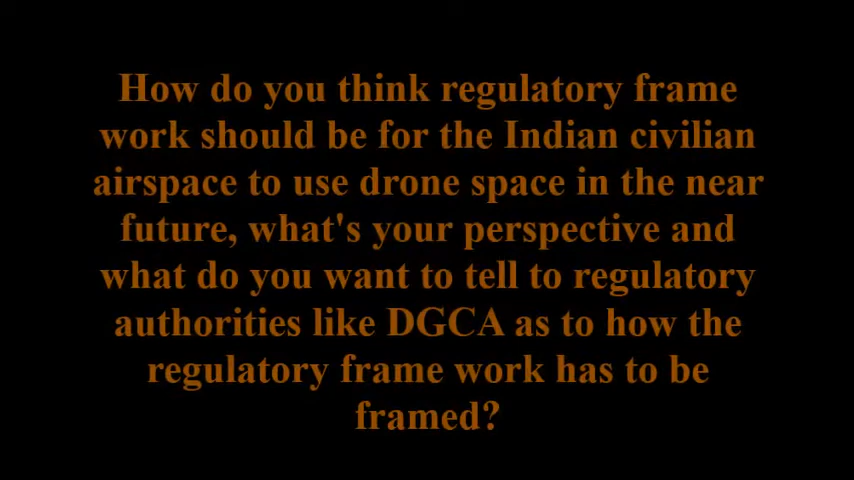 How do you think regulatory frame
work should be for the Indian civilian
airspace to use drone space in the near
future, what's your perspective and
what do you want to tell to regulatory
authorities like DGCA as to how the
regulatory frame work has to be
framed?